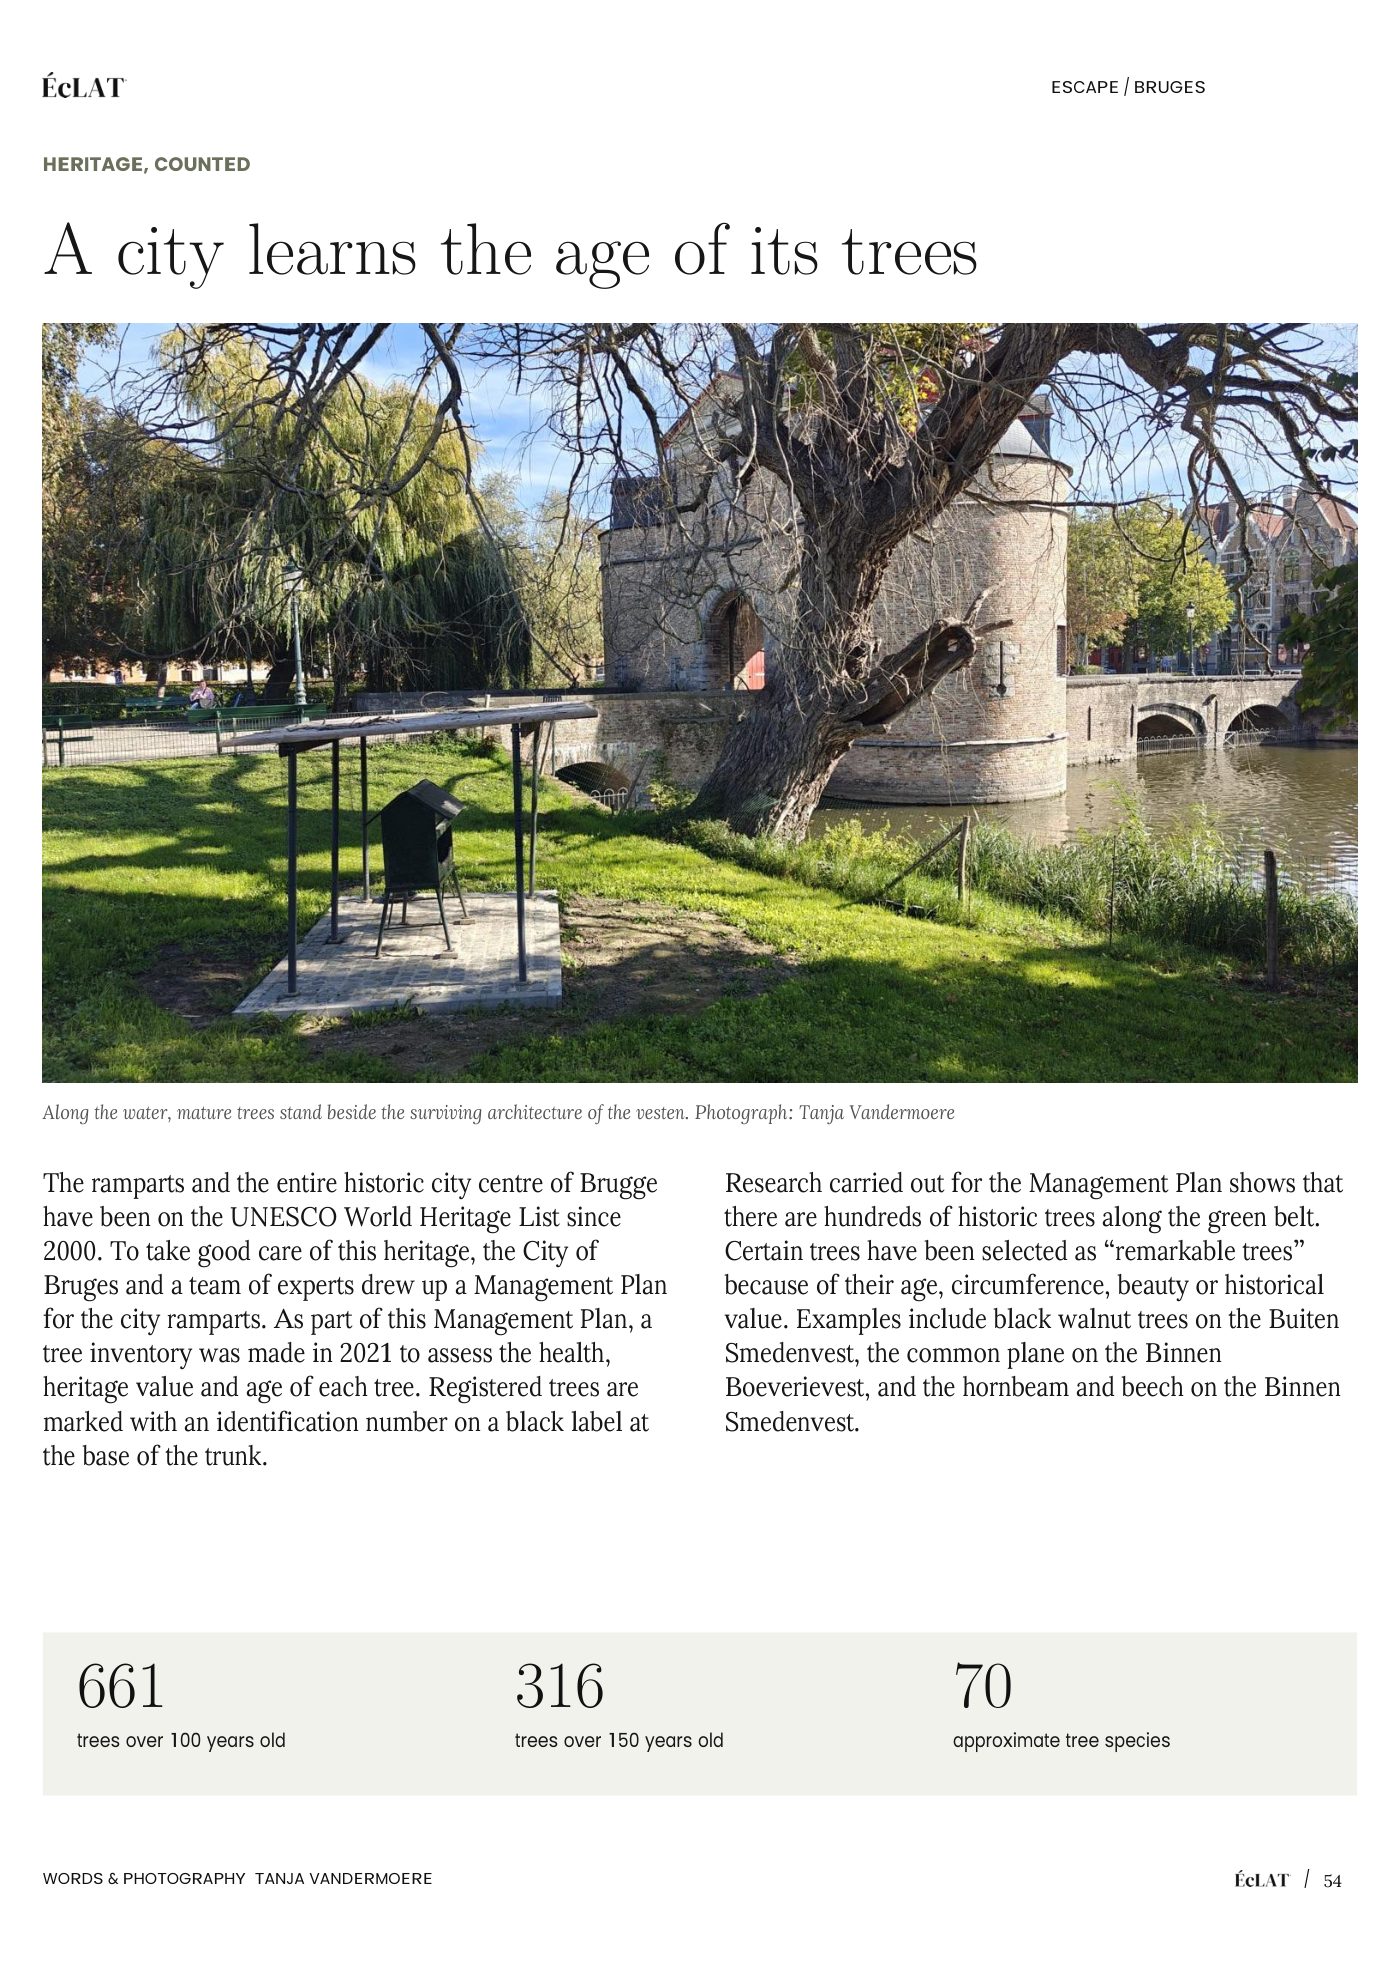 ÉcLAT
ESCAPE / BRUGES
HERITAGE, COUNTED
A city learns the age of its trees
Along the water, mature trees stand beside the surviving architecture of the vesten. Photograph: Tanja Vandermoere
The ramparts and the entire historic city centre of Brugge
have been on the UNESCO World Heritage List since
2000. To take good care of this heritage, the City of
Bruges and a team of experts drew up a Management Plan
for the city ramparts. As part of this Management Plan, a
tree inventory was made in 2021 to assess the health,
heritage value and age of each tree. Registered trees are
marked with an identification number on a black label at
the base of the trunk.
Research carried out for the Management Plan shows that
there are hundreds of historic trees along the green belt.
Certain trees have been selected as “remarkable trees”
because of their age, circumference, beauty or historical
value. Examples include black walnut trees on the Buiten
Smedenvest, the common plane on the Binnen
Boeverievest, and the hornbeam and beech on the Binnen
Smedenvest.
661
trees over 100 years old
316
trees over 150 years old
70
approximate tree species
WORDS & PHOTOGRAPHY TANJA VANDERMOERE
ÉcLAT / 54